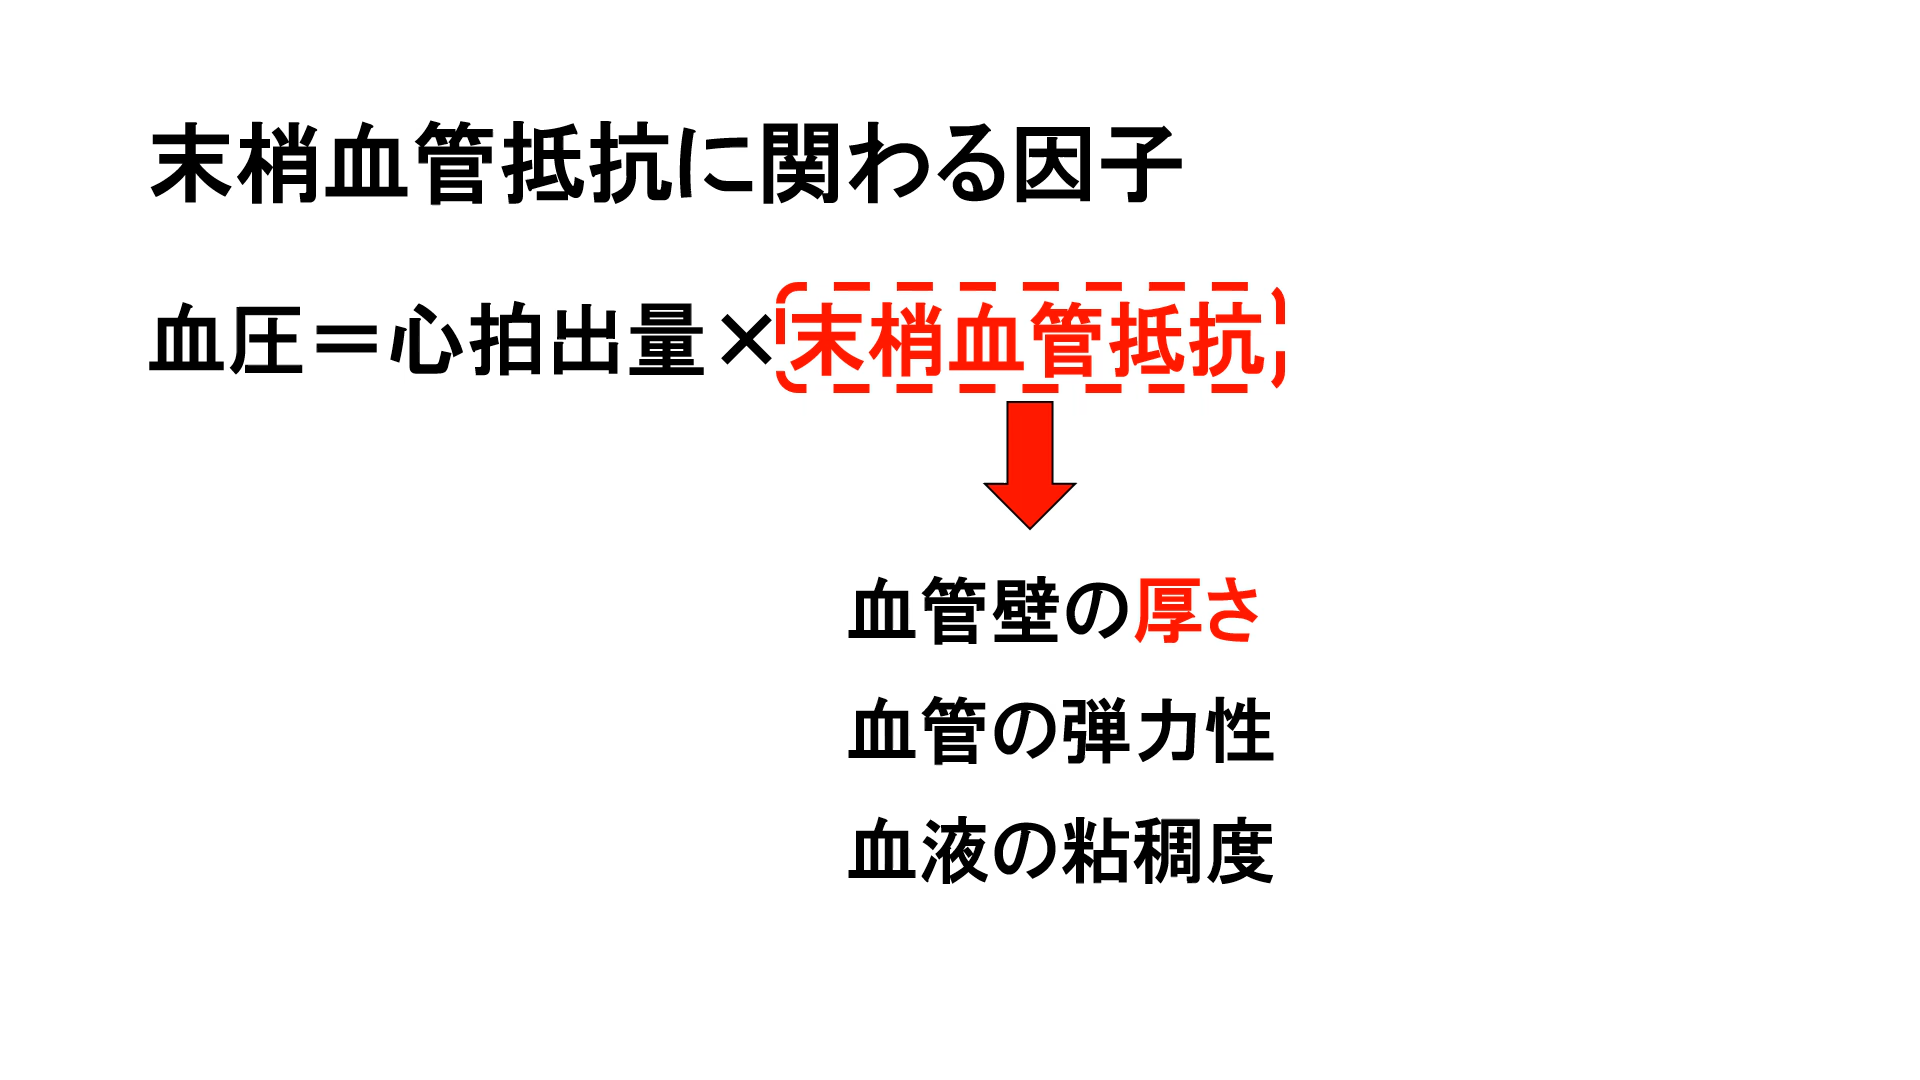 末梢血管抵抗に関わる因子
血圧＝心拍出量×末梢血管抵抗
血管壁の厚さ
血管の弾力性
血液の粘稠度